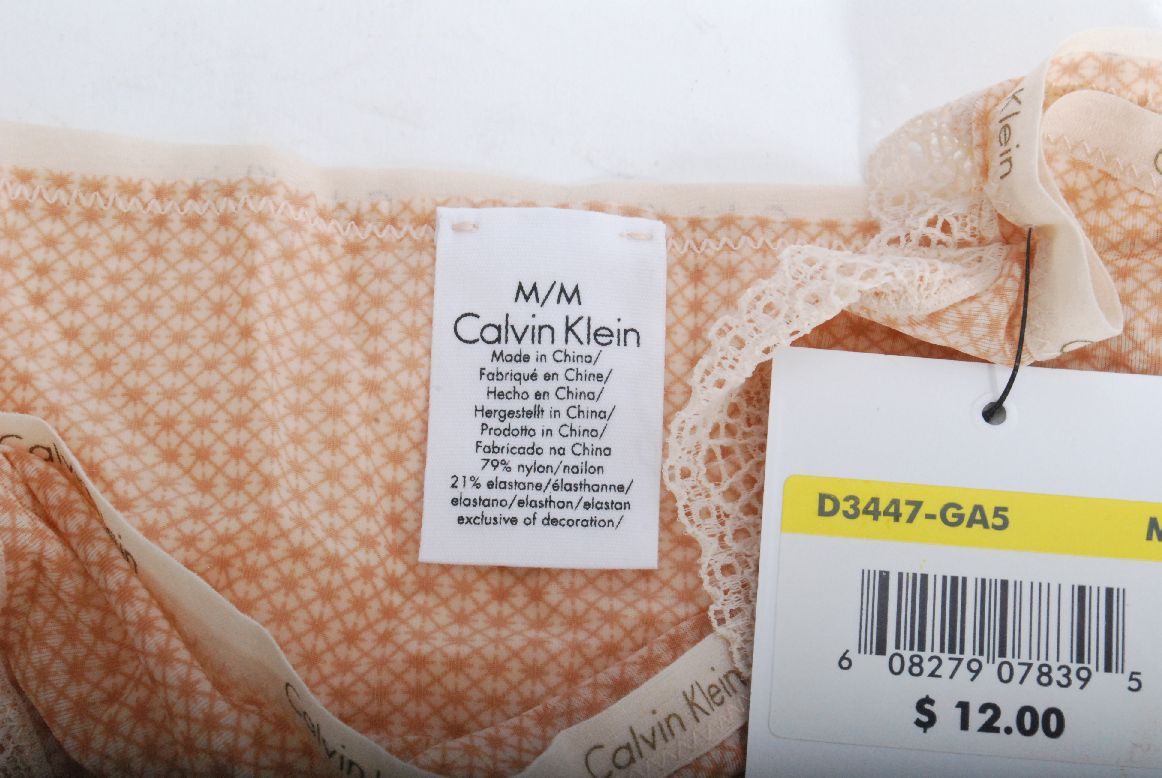 M/M
Calvin Klein
Made in China/
Fabriqué en Chine/
Hecho en China/
Hergestellt in China/
Prodotto in China/
Fabricado na China
79% nylon/nailon
21% elastane/élasthanne/
elastano/elasthan/elastan
exclusive of decoration/
Klein
D3447-GA5 M
6 08279 07839 5
$ 12.00
Calvin Klein